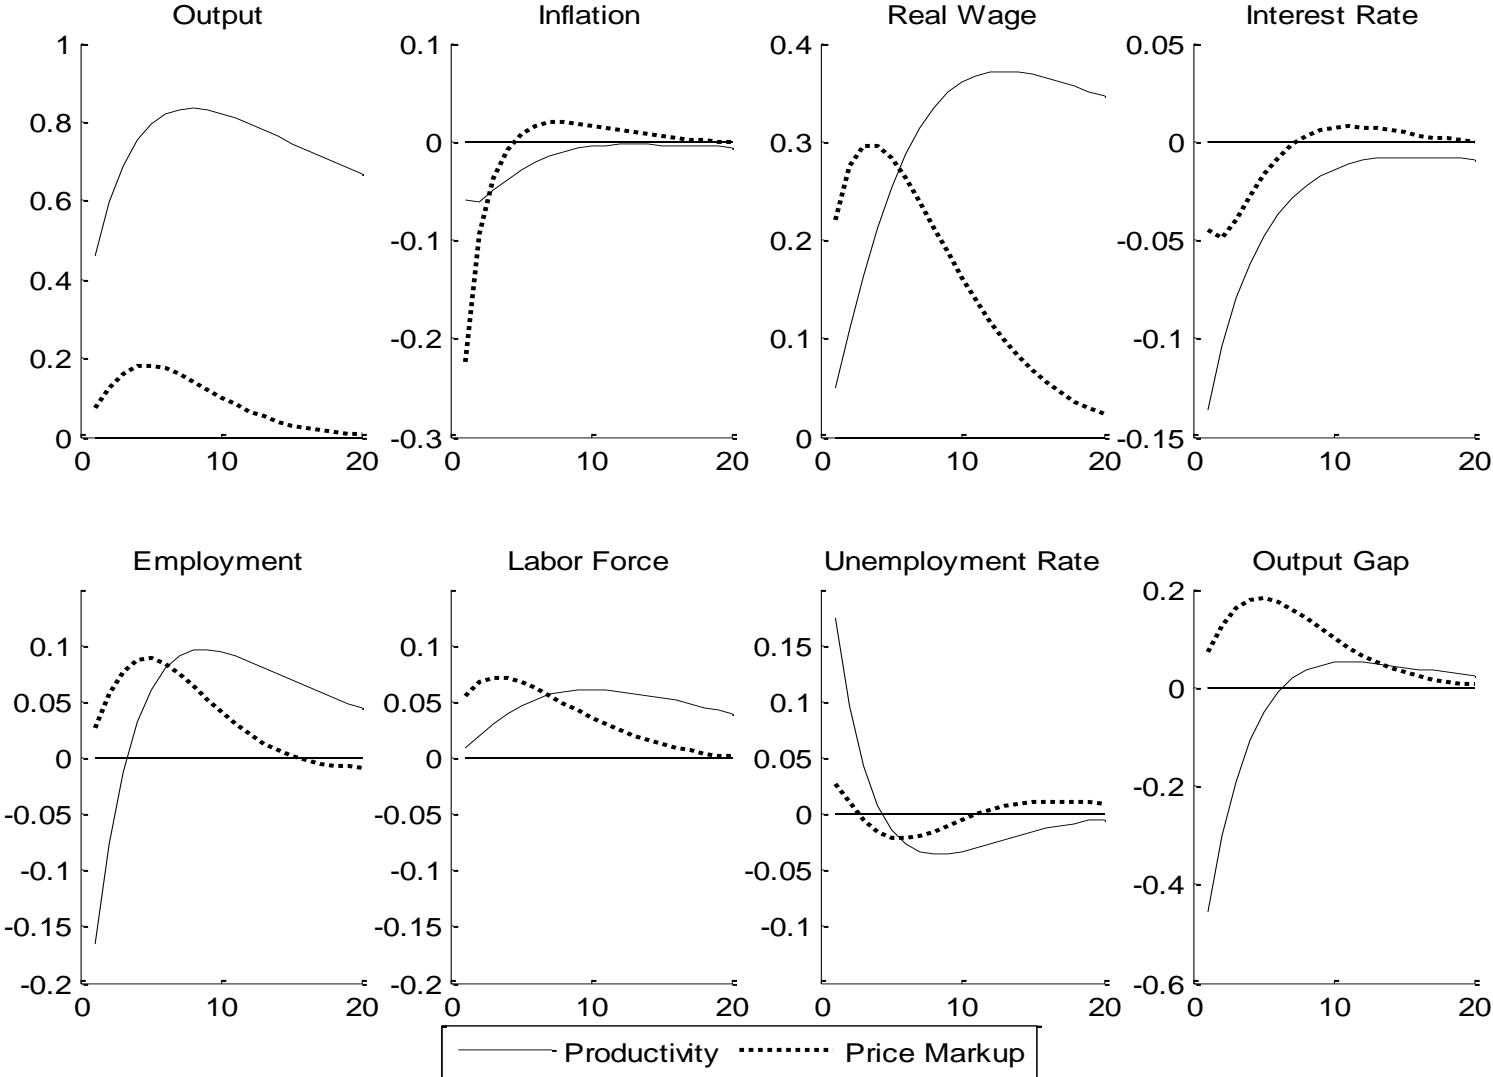 Output
1
0.8
0.6
0.4
0.2
0
0 10 20
Inflation
0.1
0
-0.1
-0.2
-0.3
0 10 20
Real Wage
0.4
0.3
0.2
0.1
0
0 10 20
Interest Rate
0.05
0
-0.05
-0.1
-0.15
0 10 20
Employment
0.1
0.05
0
-0.05
-0.1
-0.15
-0.2
0 10 20
Labor Force
0.1
0.05
0
-0.05
-0.1
-0.15
-0.2
0 10 20
Unemployment Rate
0.15
0.1
0.05
0
-0.05
-0.1
0 10 20
Output Gap
0.2
0
-0.2
-0.4
-0.6
0 10 20
Productivity
Price Markup